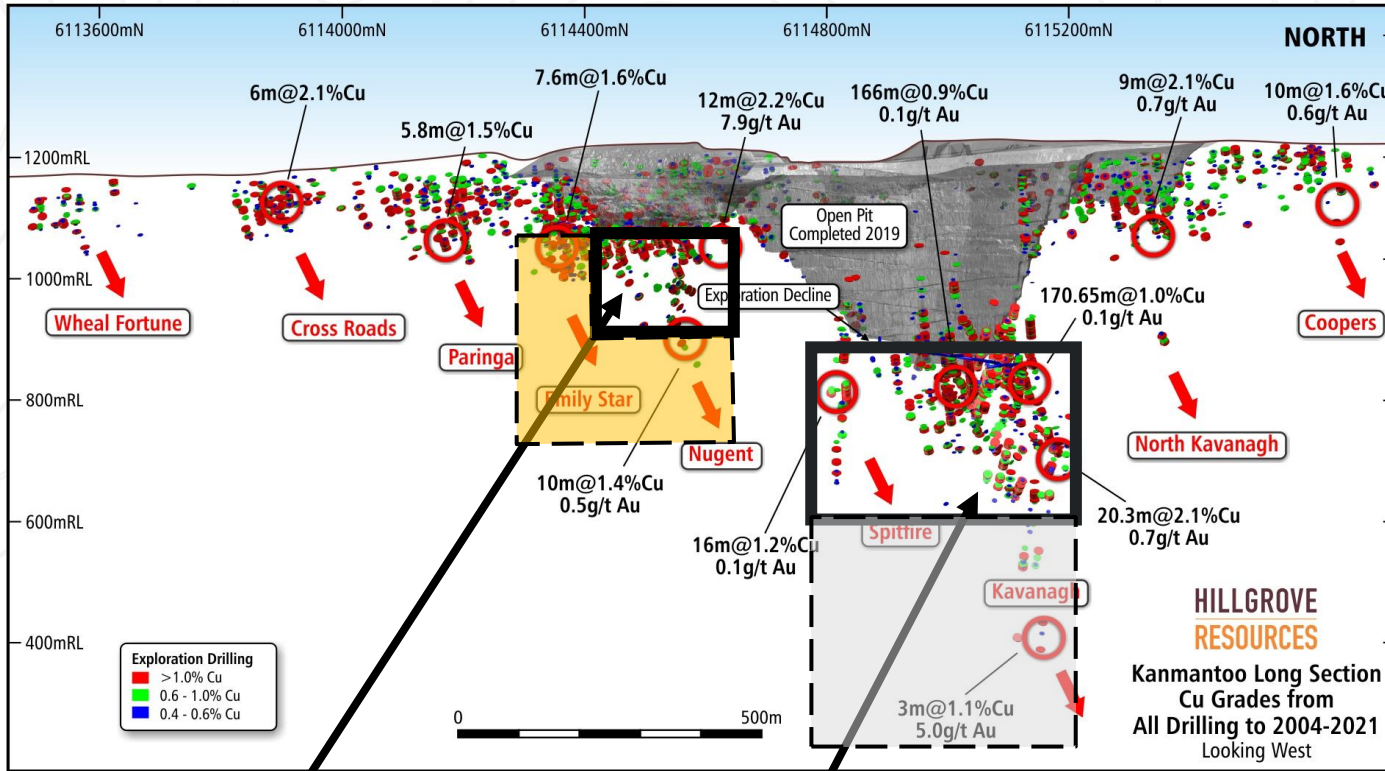 6113600mN
6114000mN
6114400mN
6114800mN
6115200mN
NORTH
6m@2.1%Cu
5.8m@1.5%Cu
7.6m@1.6%Cu
12m@2.2%Cu
7.9g/t Au
166m@0.9%Cu
0.1g/t Au
9m@2.1%Cu
0.7g/t Au
10m@1.6%Cu
0.6g/t Au
1200mRL
1000mRL
800mRL
600mRL
400mRL
Open Pit
Completed 2019
Exploration Decline
170.65m@1.0%Cu
0.1g/t Au
Wheal Fortune
Cross Roads
Paringa
Emily Star
Nugent
Coopers
North Kavanagh
10m@1.4%Cu
0.5g/t Au
16m@1.2%Cu
0.1g/t Au
Spitfire
20.3m@2.1%Cu
0.7g/t Au
Kavanagh
3m@1.1%Cu
5.0g/t Au
Exploration Drilling
>1.0% Cu
0.6 - 1.0% Cu
0.4 - 0.6% Cu
0
500m
HILLGROVE
RESOURCES
Kanmantoo Long Section
Cu Grades from
All Drilling to 2004-2021
Looking West